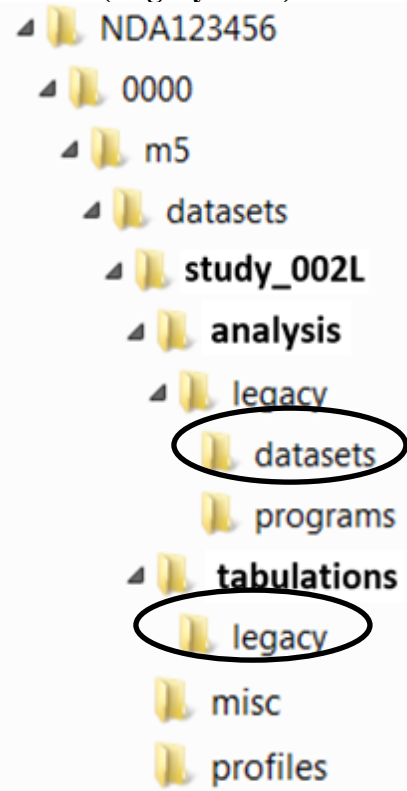 NDA123456
0000
m5
datasets
study_002L
analysis
legacy
datasets
programs
tabulations
legacy
misc
profiles